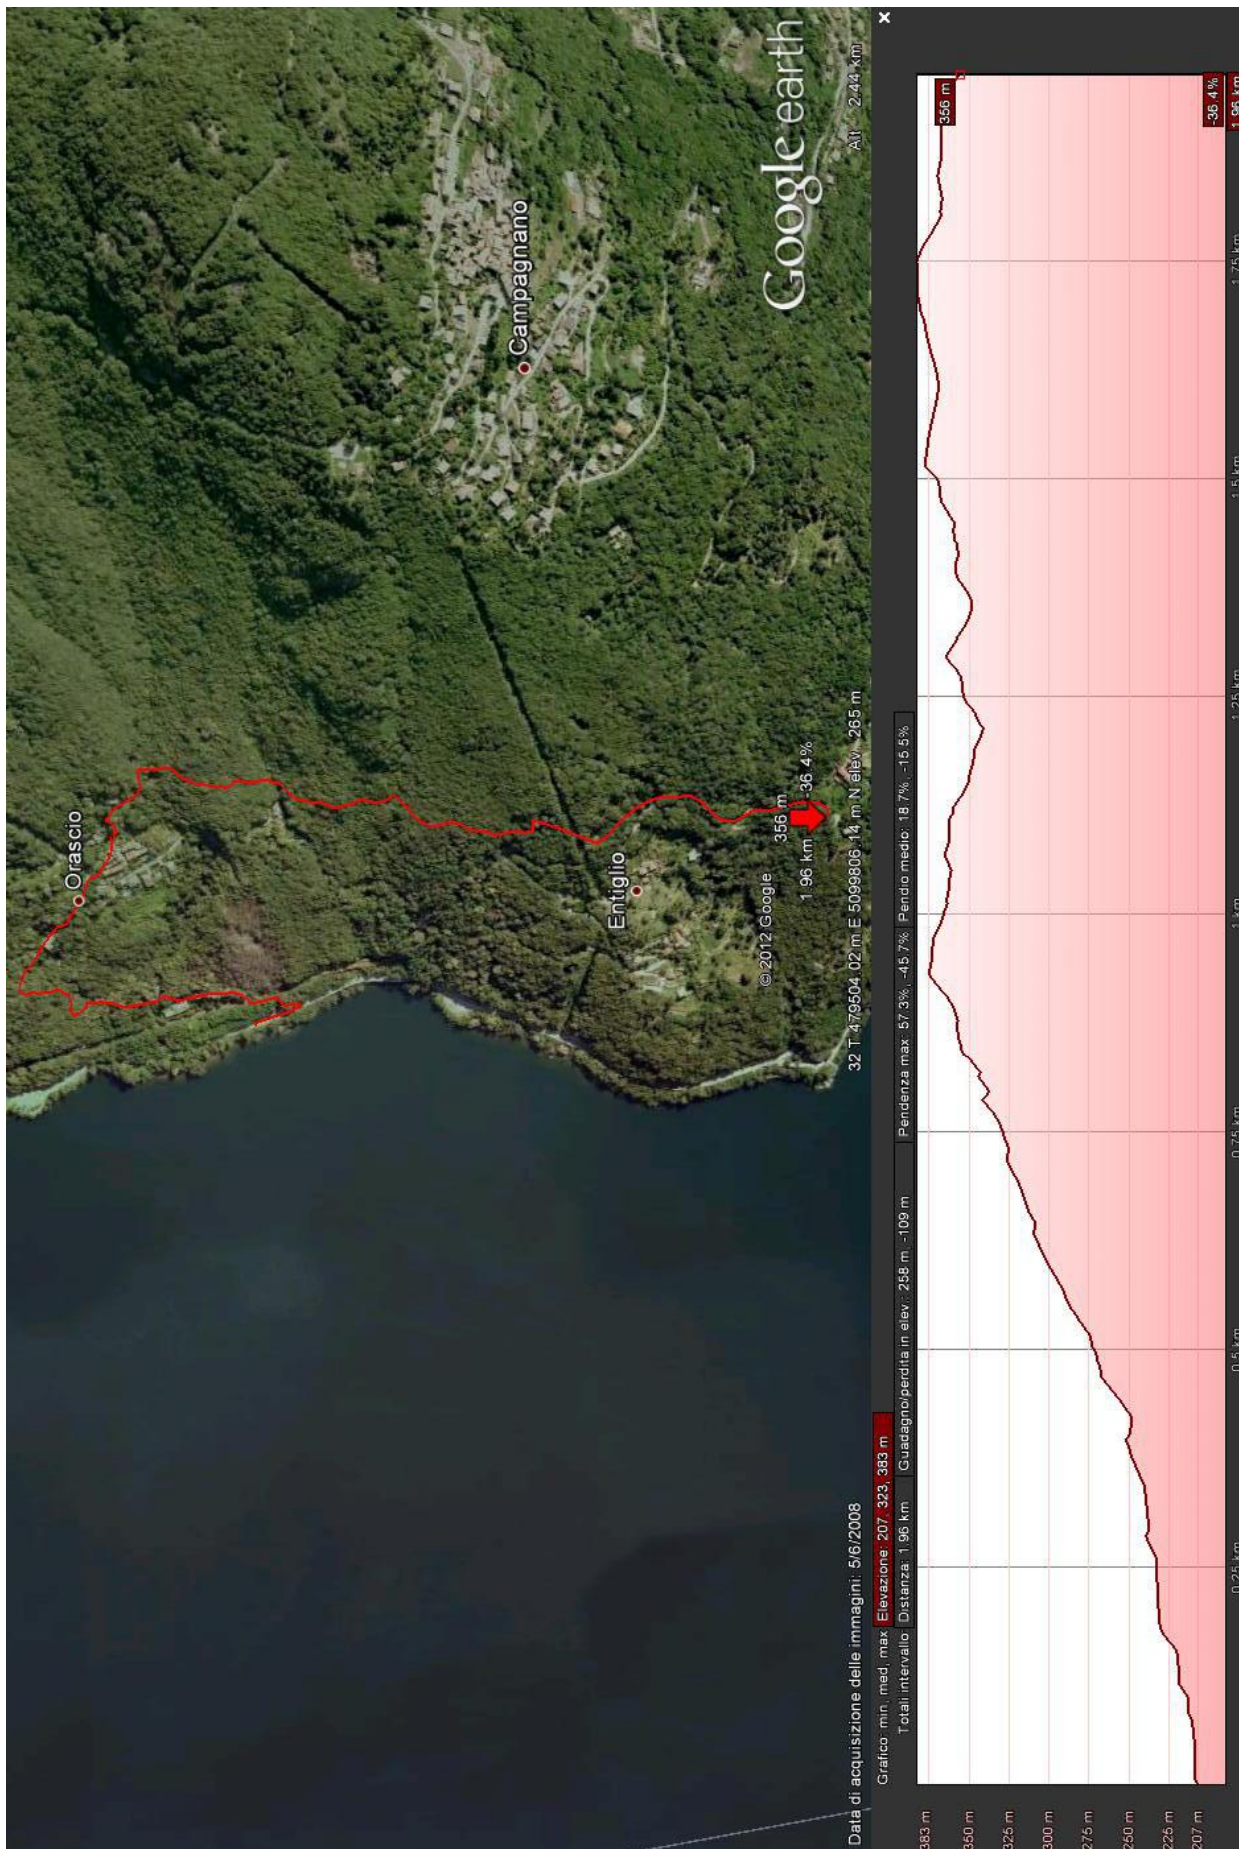 Orascio
Campagnano
Entiglio
© 2012 Google
356 m
1.96 km -36.4%
Google earth
Data di acquisizione delle immagini: 5/6/2008
32 T 479504.02 m E 5099806.14 m N elev. 265 m
Alt 2.44 km
Grafico: min, med, max Elevazione: 207, 323, 383 m
Totali intervallo: Distanza: 1.96 km Guadagno/perdita in elev.: 258 m, -109 m Pendenza max: 57.3%, -45.7% Pendio medio: 18.7%, -15.5%
383 m
356 m
350 m
325 m
300 m
275 m
250 m
225 m
207 m
-36.4%
0.25 km 0.5 km 0.75 km 1 km 1.25 km 1.5 km 1.75 km 1.96 km